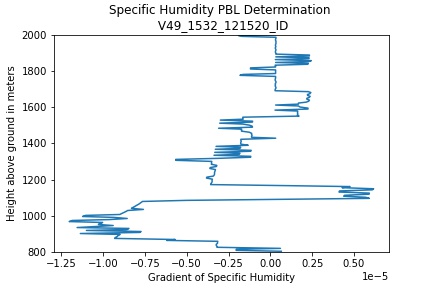 Specific Humidity PBL Determination
V49_1532_121520_ID
2000
1800
1600
1400
1200
1000
800
Height above ground in meters
−1.25 −1.00 −0.75 −0.50 −0.25 0.00 0.25 0.50
1e−5
Gradient of Specific Humidity